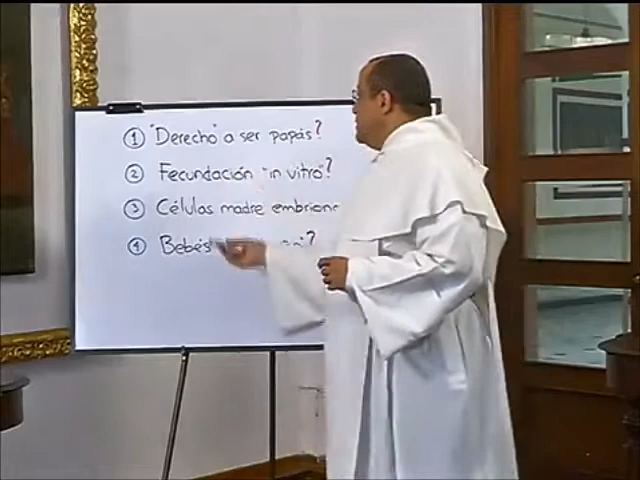 ① "Derecho" a ser papás?
② Fecundación "in vitro"?
③ Células madre
④ Bebés